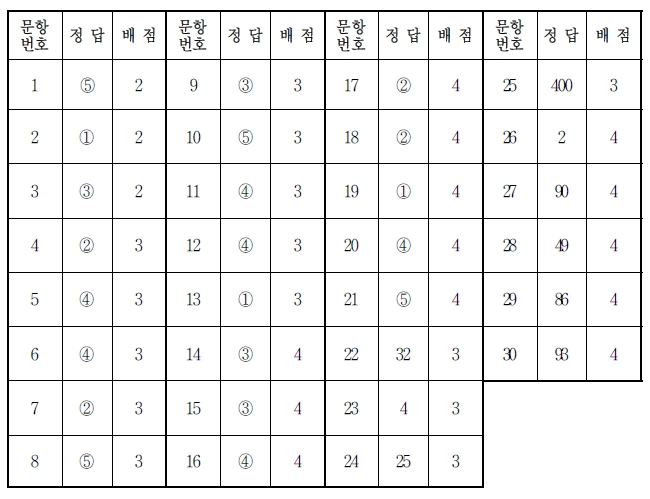 문항 번호 정 답 배 점 문항 번호 정 답 배 점 문항 번호 정 답 배 점 문항 번호 정 답 배 점
1 ⑤ 2 9 ③ 3 17 ② 4 25 400 3
2 ① 2 10 ⑤ 3 18 ② 4 26 2 4
3 ③ 2 11 ④ 3 19 ① 4 27 90 4
4 ② 3 12 ④ 3 20 ④ 4 28 49 4
5 ④ 3 13 ① 3 21 ⑤ 4 29 86 4
6 ④ 3 14 ③ 4 22 32 3 30 93 4
7 ② 3 15 ③ 4 23 4 3
8 ⑤ 3 16 ④ 4 24 25 3